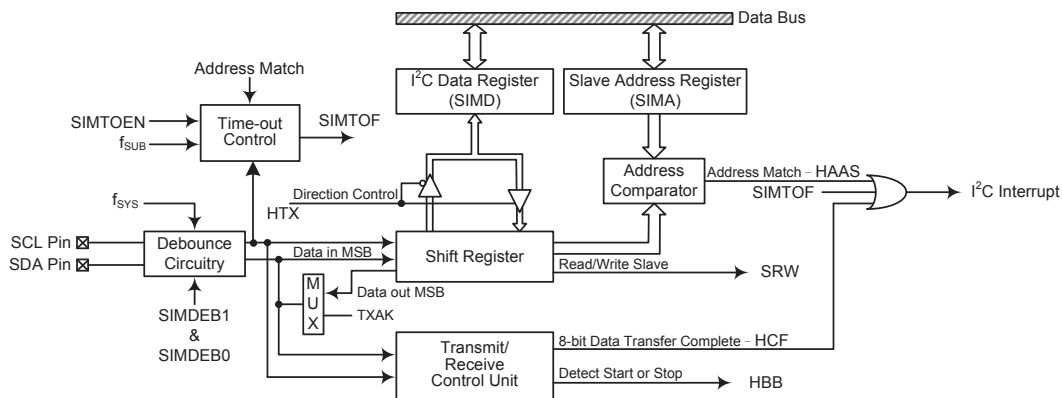 Data Bus
I²C Data Register
(SIMD)
Slave Address Register
(SIMA)
Address Match
SIMTOEN
fSUB
Time-out
Control
SIMTOF
Address
Comparator
Address Match - HAAS
SIMTOF
I²C Interrupt
Direction Control
HTX
fSYS
SCL Pin
SDA Pin
Debounce
Circuitry
Data in MSB
Shift Register
Read/Write Slave
SRW
MUX
Data out MSB
TXAK
SIMDEB1
&
SIMDEB0
Transmit/
Receive
Control Unit
8-bit Data Transfer Complete - HCF
Detect Start or Stop
HBB